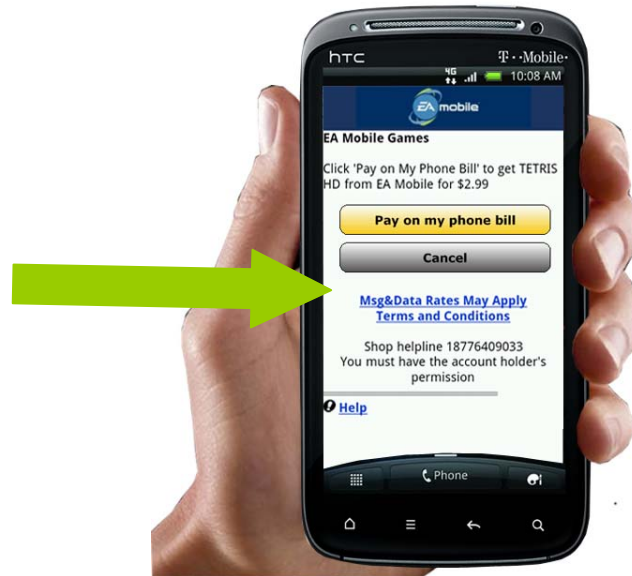 hTC
T··Mobile·
4G
10:08 AM
EA mobile
EA Mobile Games
Click 'Pay on My Phone Bill' to get TETRIS
HD from EA Mobile for $2.99
Pay on my phone bill
Cancel
Msg&Data Rates May Apply
Terms and Conditions
Shop helpline 18776409033
You must have the account holder's
permission
Help
Phone